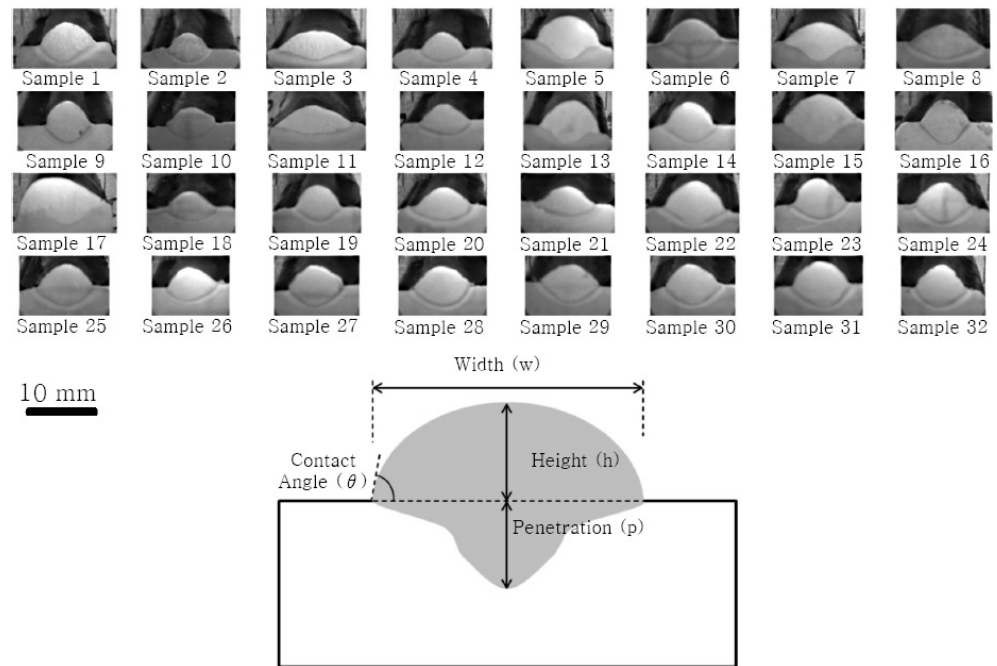 Sample 1 Sample 2 Sample 3 Sample 4 Sample 5 Sample 6 Sample 7 Sample 8
Sample 9 Sample 10 Sample 11 Sample 12 Sample 13 Sample 14 Sample 15 Sample 16
Sample 17 Sample 18 Sample 19 Sample 20 Sample 21 Sample 22 Sample 23 Sample 24
Sample 25 Sample 26 Sample 27 Sample 28 Sample 29 Sample 30 Sample 31 Sample 32
Width (w)
10 mm
Contact
Angle (θ)
Height (h)
Penetration (p)